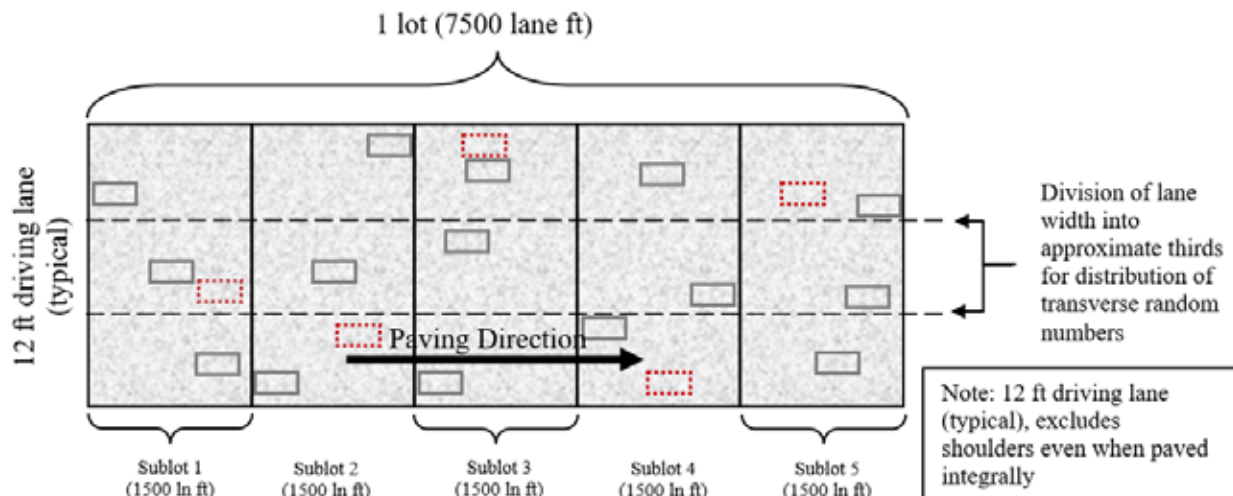 1 lot (7500 lane ft)
12 ft driving lane
(typical)
Paving Direction
Division of lane
width into
approximate thirds
for distribution of
transverse random
numbers
Note: 12 ft driving lane
(typical), excludes
shoulders even when paved
integrally
Sublot 1
(1500 ln ft)
Sublot 2
(1500 ln ft)
Sublot 3
(1500 ln ft)
Sublot 4
(1500 ln ft)
Sublot 5
(1500 ln ft)